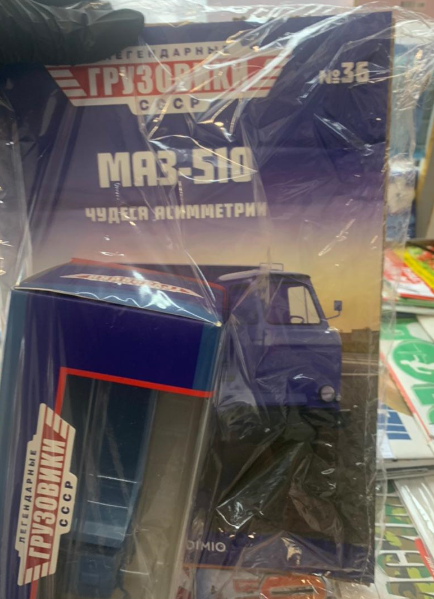 ЛЕГЕНДАРНЫЕ
ГРУЗОВИКИ
СССР
№36
МАЗ-510
ЧУДЕСА АСИММЕТРИИ
ЛЕГЕНДАРНЫЕ
ГРУЗОВИКИ
СССР